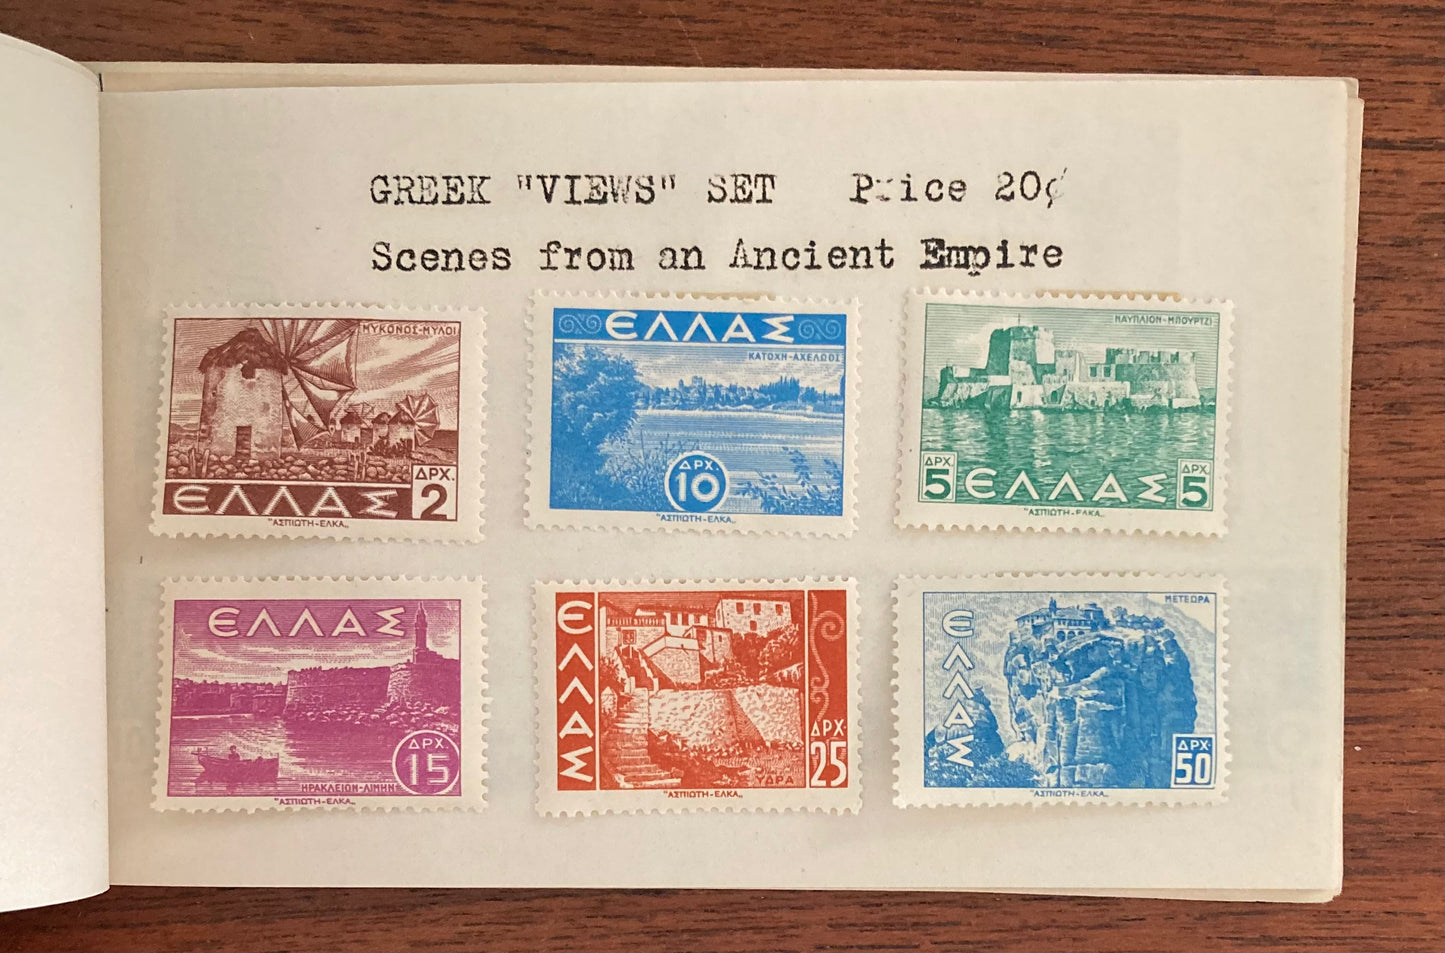 GREEK "VIEWS" SET Price 20¢
Scenes from an Ancient Empire
ΜΥΚΟΝΟΣ-ΜΥΛΟΙ
ΔΡΧ.
2
ΕΛΛΑΣ
"ΑΣΠΙΩΤΗ-ΕΛΚΑ„
ΕΛΛΑΣ
ΚΑΤΟΧΗ-ΑΧΕΛΩΟΣ
ΔΡΧ.
10
"ΑΣΠΙΩΤΗ-ΕΛΚΑ„
ΝΑΥΠΛΙΟΝ-ΜΠΟΥΡΤΖΙ
ΔΡΧ.
5
ΕΛΛΑΣ
ΔΡΧ.
5
"ΑΣΠΙΩΤΗ-ΕΛΚΑ„
ΕΛΛΑΣ
ΔΡΧ.
15
ΗΡΑΚΛΕΙΟΝ-ΛΙΜΗΝ
"ΑΣΠΙΩΤΗ-ΕΛΚΑ„
ΕΛΛΑΣ
ΥΔΡΑ
ΔΡΧ.
25
"ΑΣΠΙΩΤΗ-ΕΛΚΑ„
ΜΕΤΕΩΡΑ
ΕΛΛΑΣ
ΔΡΧ.
50
"ΑΣΠΙΩΤΗ-ΕΛΚΑ„